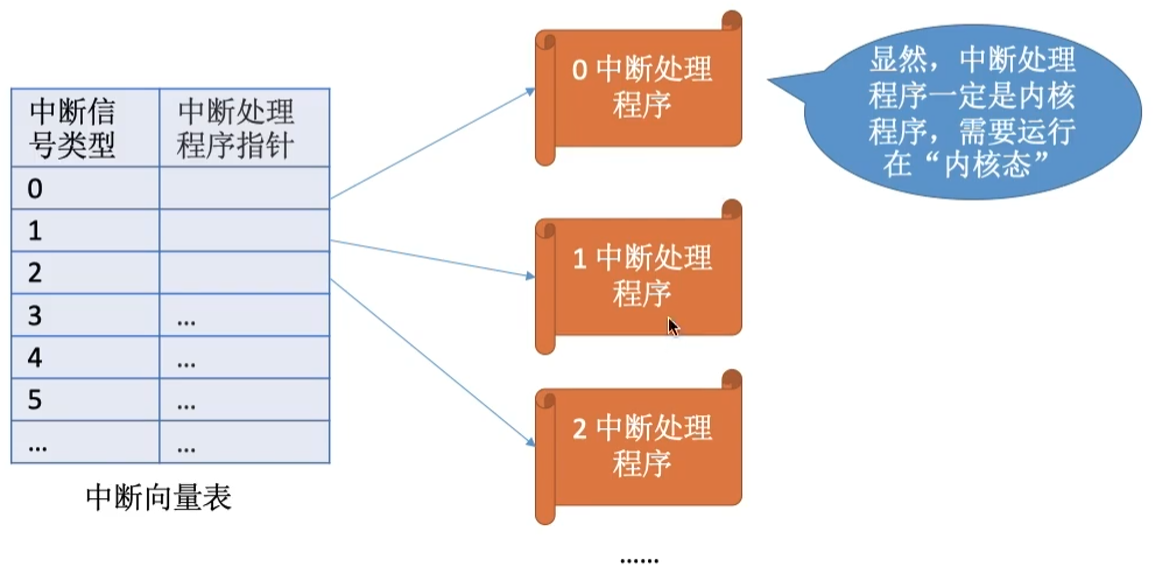 中断信
号类型
中断处理
程序指针
0
1
2
3
...
4
...
5
...
...
...
中断向量表
0 中断处理
程序
1 中断处理
程序
2 中断处理
程序
......
显然，中断处理
程序一定是内核
程序，需要运行
在“内核态”